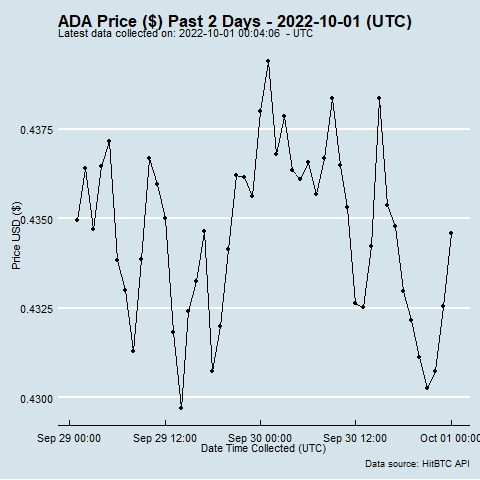 ADA Price ($) Past 2 Days - 2022-10-01 (UTC)
Latest data collected on: 2022-10-01 00:04:06 - UTC
0.4375
0.4350
0.4325
0.4300
Price USD ($)
Sep 29 00:00 Sep 29 12:00 Sep 30 00:00 Sep 30 12:00 Oct 01 00:00
Date Time Collected (UTC)
Data source: HitBTC API